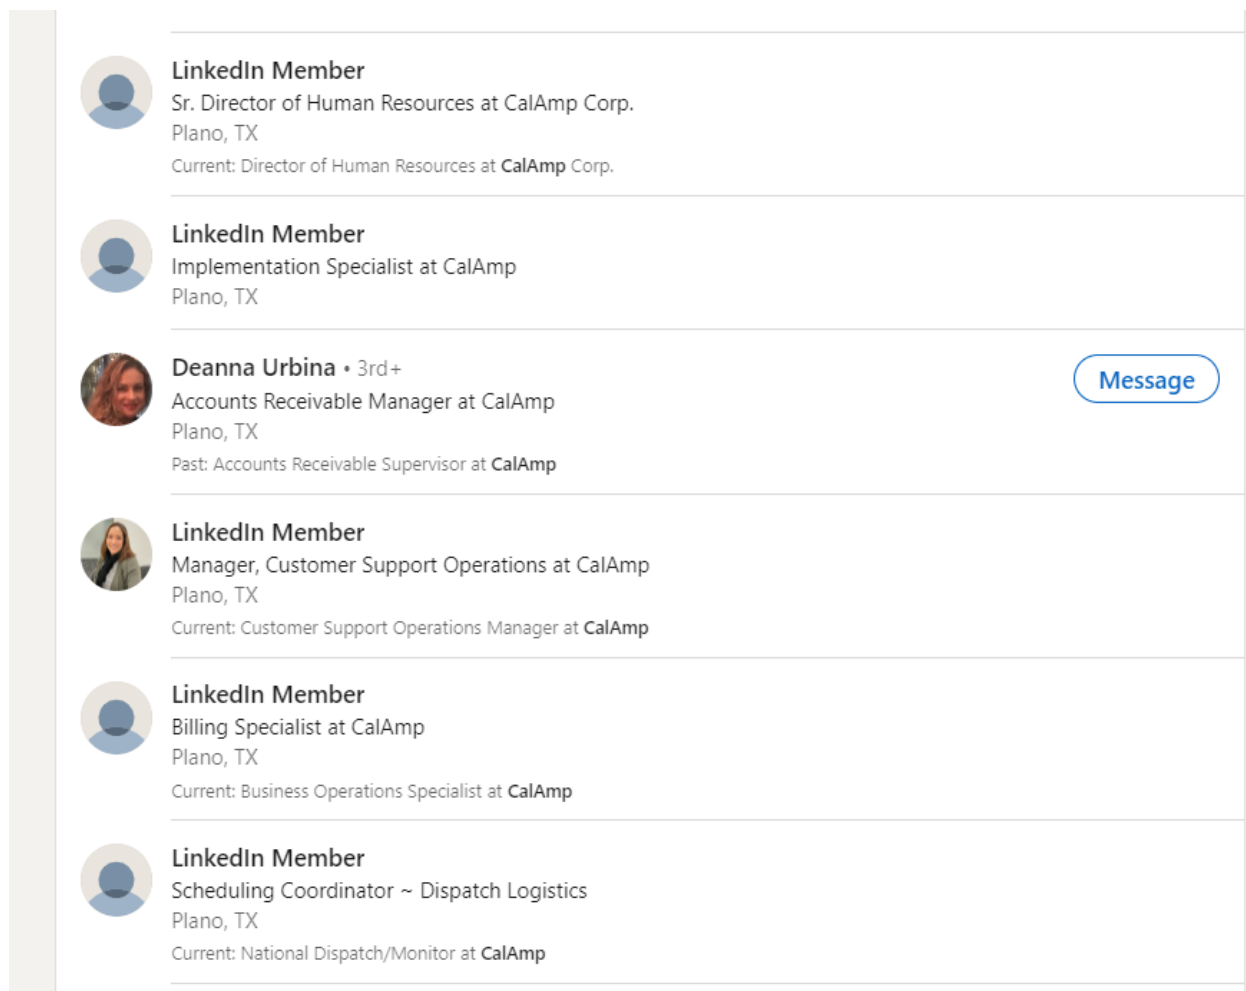 LinkedIn Member
Sr. Director of Human Resources at CalAmp Corp.
Plano, TX
Current: Director of Human Resources at CalAmp Corp.
LinkedIn Member
Implementation Specialist at CalAmp
Plano, TX
Deanna Urbina • 3rd+
Message
Accounts Receivable Manager at CalAmp
Plano, TX
Past: Accounts Receivable Supervisor at CalAmp
LinkedIn Member
Manager, Customer Support Operations at CalAmp
Plano, TX
Current: Customer Support Operations Manager at CalAmp
LinkedIn Member
Billing Specialist at CalAmp
Plano, TX
Current: Business Operations Specialist at CalAmp
LinkedIn Member
Scheduling Coordinator ~ Dispatch Logistics
Plano, TX
Current: National Dispatch/Monitor at CalAmp